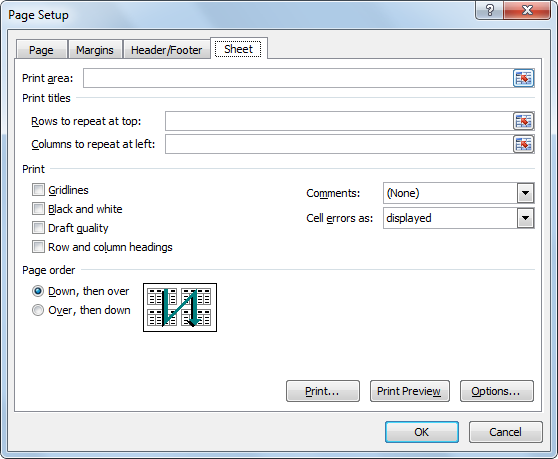 Page Setup
Page Margins Header/Footer Sheet
Print area:
Print titles
Rows to repeat at top:
Columns to repeat at left:
Print
Gridlines
Black and white
Draft quality
Row and column headings
Comments: (None)
Cell errors as: displayed
Page order
Down, then over
Over, then down
Print... Print Preview Options...
OK Cancel